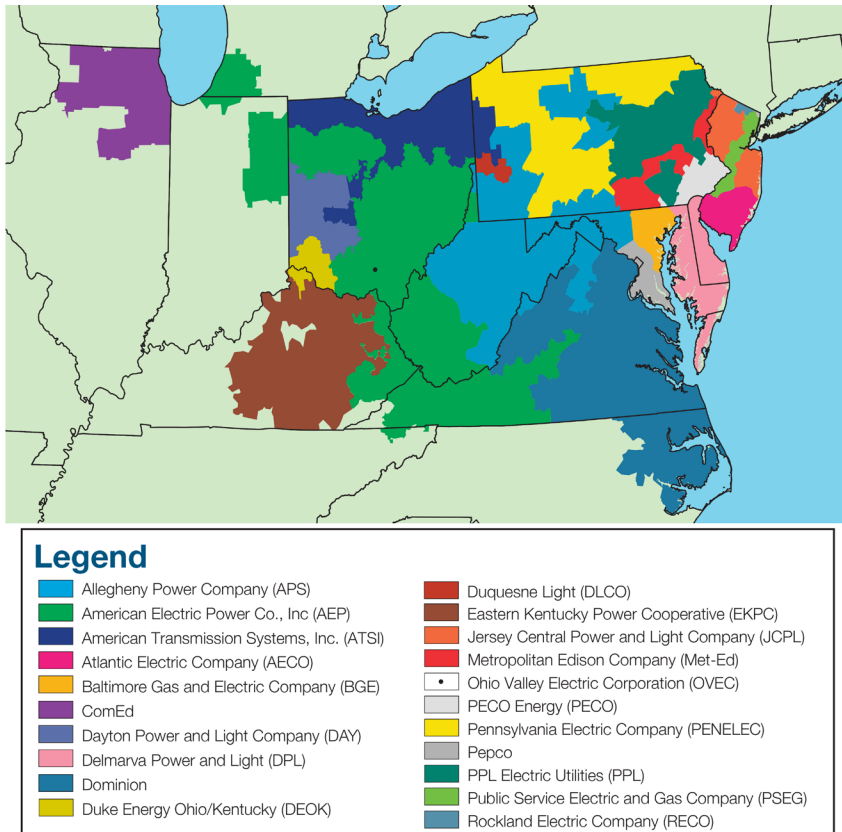 Legend
Allegheny Power Company (APS)
American Electric Power Co., Inc (AEP)
American Transmission Systems, Inc. (ATSI)
Atlantic Electric Company (AECO)
Baltimore Gas and Electric Company (BGE)
ComEd
Dayton Power and Light Company (DAY)
Delmarva Power and Light (DPL)
Dominion
Duke Energy Ohio/Kentucky (DEOK)
Duquesne Light (DLCO)
Eastern Kentucky Power Cooperative (EKPC)
Jersey Central Power and Light Company (JCPL)
Metropolitan Edison Company (Met-Ed)
Ohio Valley Electric Corporation (OVEC)
PECO Energy (PECO)
Pennsylvania Electric Company (PENELEC)
Pepco
PPL Electric Utilities (PPL)
Public Service Electric and Gas Company (PSEG)
Rockland Electric Company (RECO)